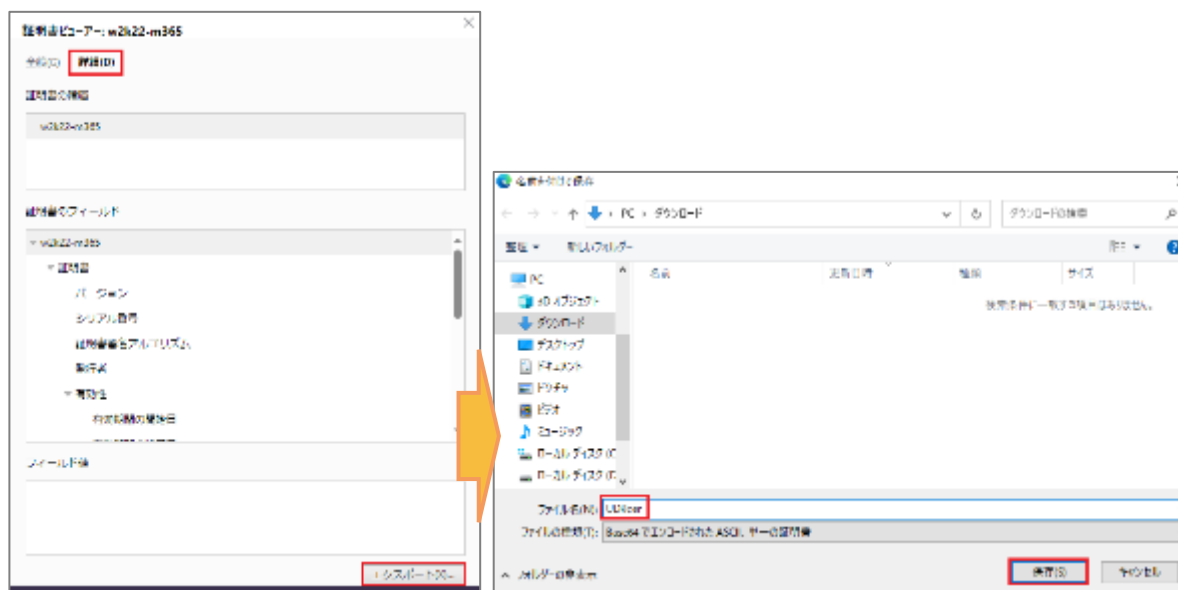 証明書ビューアー: w2k22-m365
全般(G) 詳細(D)
証明書の階層
w2k22-m365
証明書のフィールド
w2k22-m365
証明書
バージョン
シリアル番号
証明書署名アルゴリズム
発行者
有効性
有効期間の開始日
フィールド値
エクスポート(X)...
名前を付けて保存
PC › ダウンロード
ダウンロードの検索
整理 新しいフォルダー
名前 更新日時 種類 サイズ
検索条件に一致する項目はありません。
PC
3D オブジェクト
ダウンロード
デスクトップ
ドキュメント
ピクチャ
ビデオ
ミュージック
ローカル ディスク (C
ローカル ディスク
ファイル名(N):
ファイルの種類(T): Base64 でエンコードされた ASCII、単一の証明書
フォルダーの非表示 保存(S) キャンセル